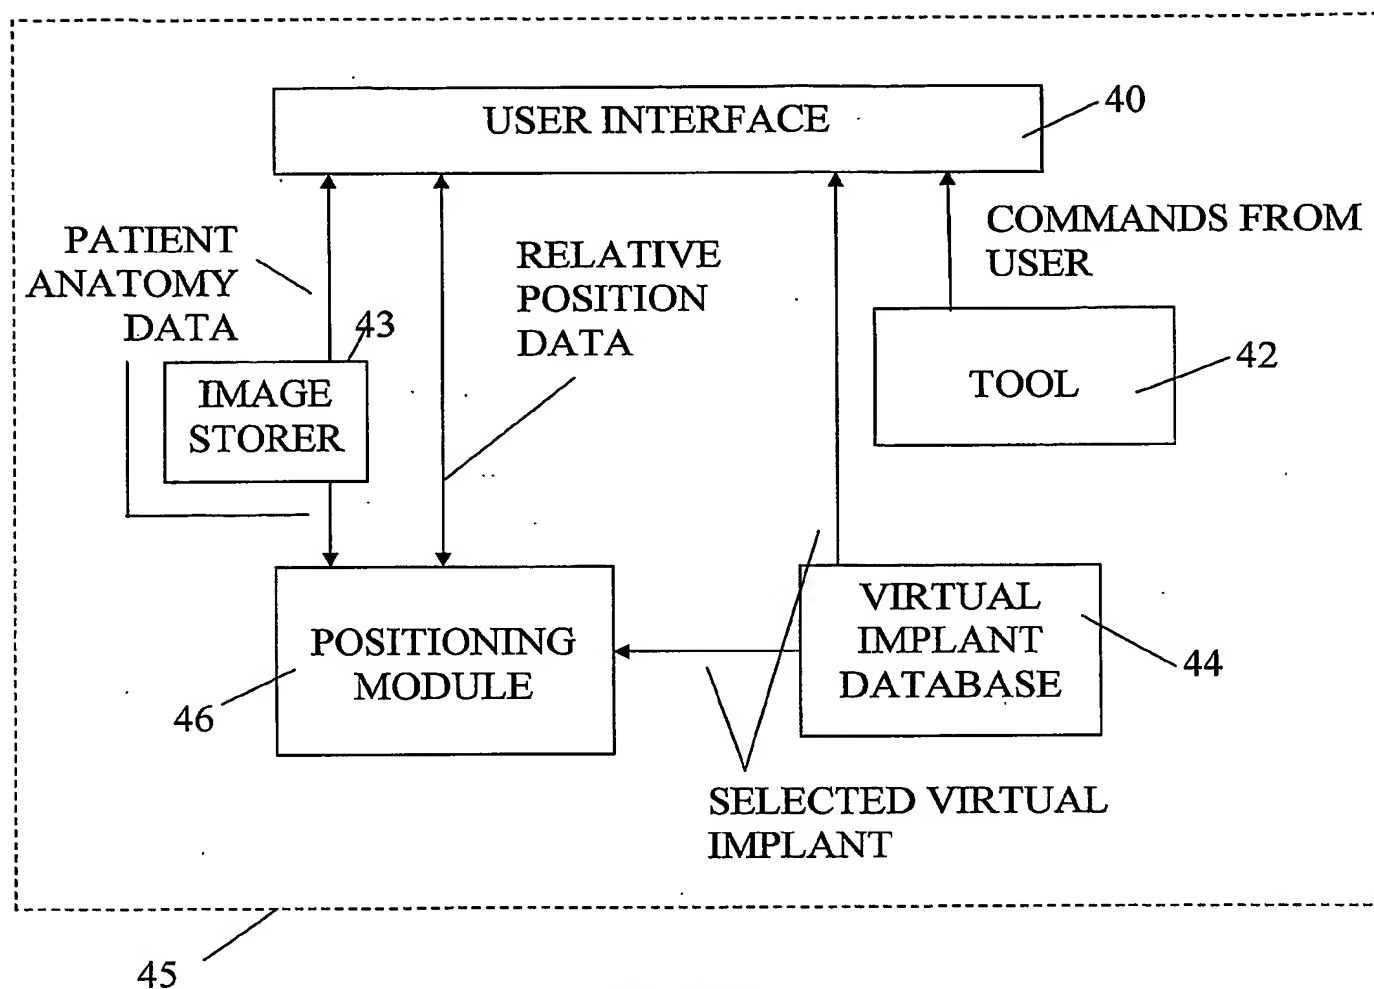 USER INTERFACE
40
PATIENT
ANATOMY
DATA
RELATIVE
POSITION
DATA
COMMANDS FROM
USER
43
IMAGE
STORER
TOOL
42
POSITIONING
MODULE
46
VIRTUAL
IMPLANT
DATABASE
44
SELECTED VIRTUAL
IMPLANT
45